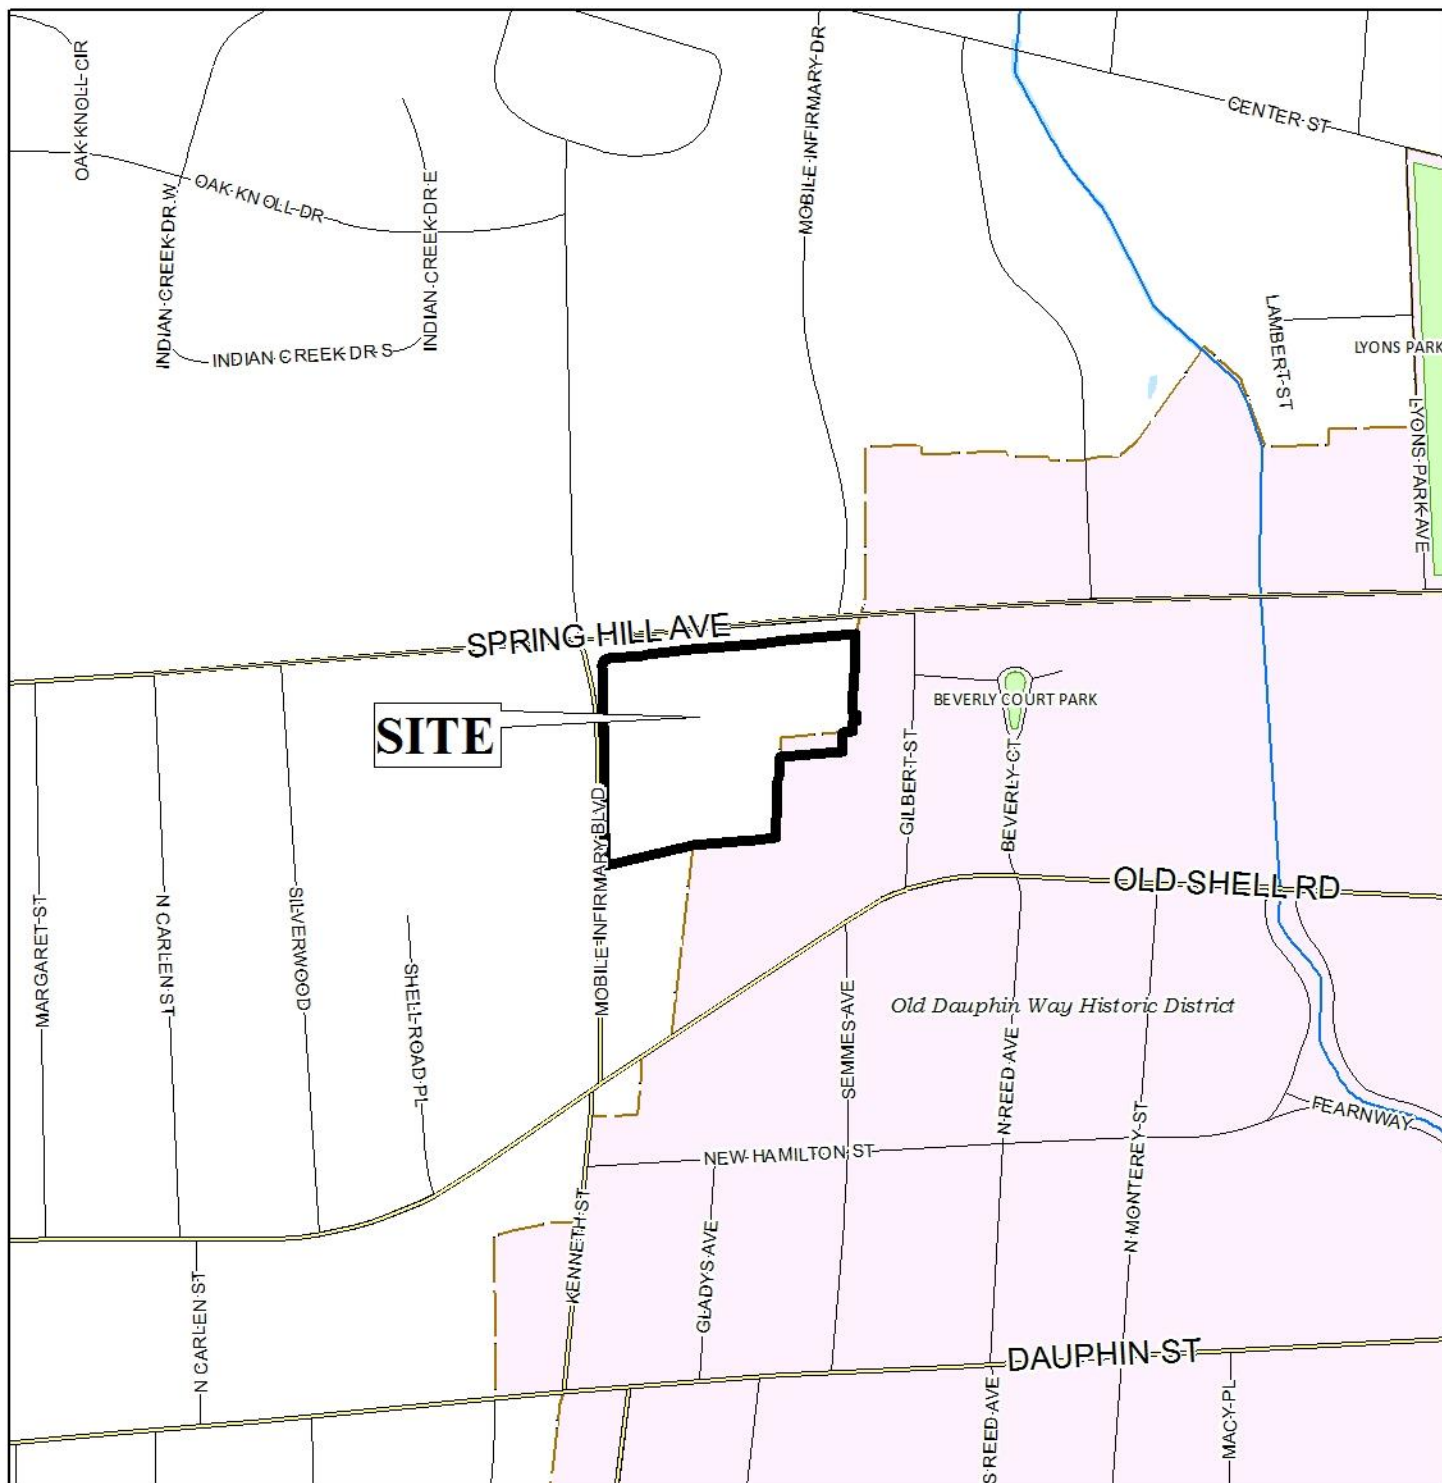 OAK KNOLL CIR
MOBILE INFIRMARY DR
CENTER ST
OAK KNOLL DR
INDIAN CREEK DR W
INDIAN CREEK DR E
INDIAN CREEK DR S
LAMBERT ST
LYONS PARK
LYONS PARK AVE
SPRING HILL AVE
SITE
BEVERLY COURT PARK
GILBERT ST
BEVERLY CT
MOBILE INFIRMARY BLVD
OLD SHELL RD
MARGARET ST
N CARLEN ST
SILVERWOOD
SHELL ROAD PL
SEMMES AVE
Old Dauphin Way Historic District
N REED AVE
N MONTEREY ST
FEARNWAY
NEW HAMILTON ST
KENNETH ST
GLADYS AVE
N CARLEN ST
DAUPHIN ST
S REED AVE
MACY PL